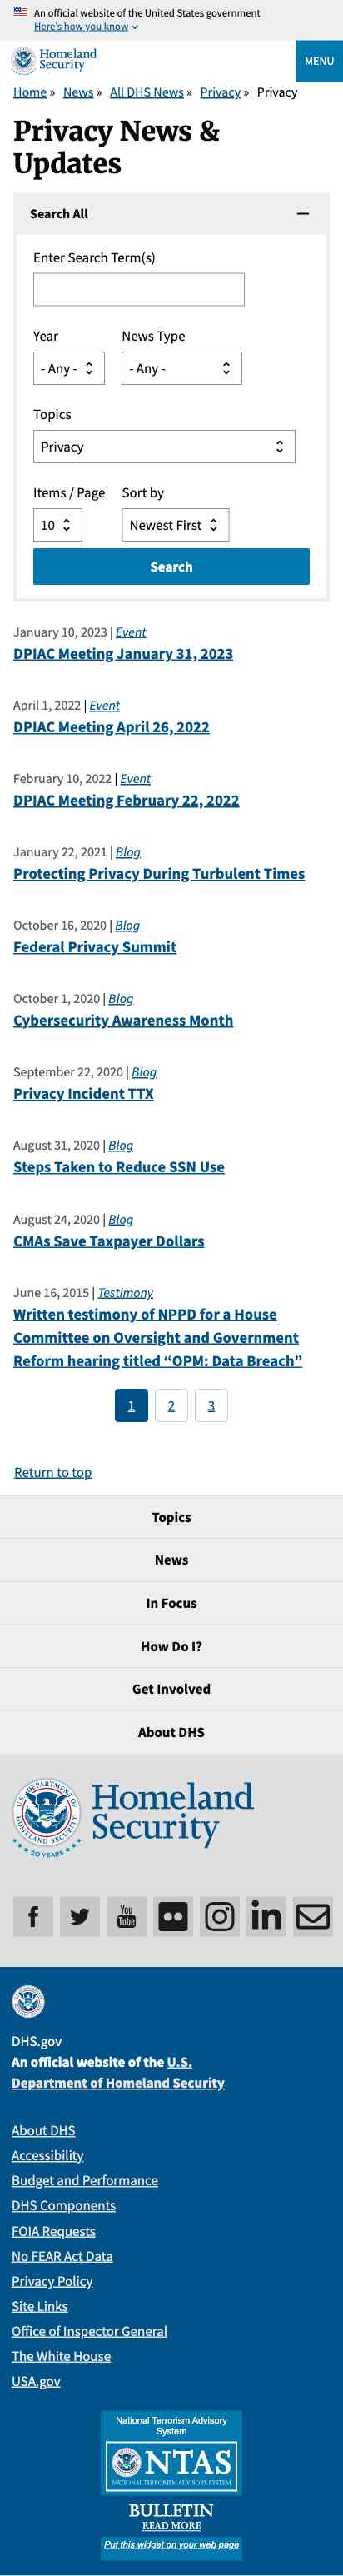 An official website of the United States government
Here's how you know
Homeland
Security
MENU
Home » News » All DHS News » Privacy » Privacy
Privacy News &
Updates
Search All
Enter Search Term(s)
Year News Type
- Any - - Any -
Topics
Privacy
Items / Page Sort by
10 Newest First
Search
January 10, 2023 | Event
DPIAC Meeting January 31, 2023
April 1, 2022 | Event
DPIAC Meeting April 26, 2022
February 10, 2022 | Event
DPIAC Meeting February 22, 2022
January 22, 2021 | Blog
Protecting Privacy During Turbulent Times
October 16, 2020 | Blog
Federal Privacy Summit
October 1, 2020 | Blog
Cybersecurity Awareness Month
September 22, 2020 | Blog
Privacy Incident TTX
August 31, 2020 | Blog
Steps Taken to Reduce SSN Use
August 24, 2020 | Blog
CMAs Save Taxpayer Dollars
June 16, 2015 | Testimony
Written testimony of NPPD for a House
Committee on Oversight and Government
Reform hearing titled “OPM: Data Breach”
1 2 3
Return to top
Topics
News
In Focus
How Do I?
Get Involved
About DHS
U.S. DEPARTMENT OF HOMELAND SECURITY
20 YEARS
Homeland
Security
You Tube
DHS.gov
An official website of the U.S.
Department of Homeland Security
About DHS
Accessibility
Budget and Performance
DHS Components
FOIA Requests
No FEAR Act Data
Privacy Policy
Site Links
Office of Inspector General
The White House
USA.gov
National Terrorism Advisory
System
NTAS
NATIONAL TERRORISM ADVISORY SYSTEM
BULLETIN
READ MORE
Put this widget on your web page